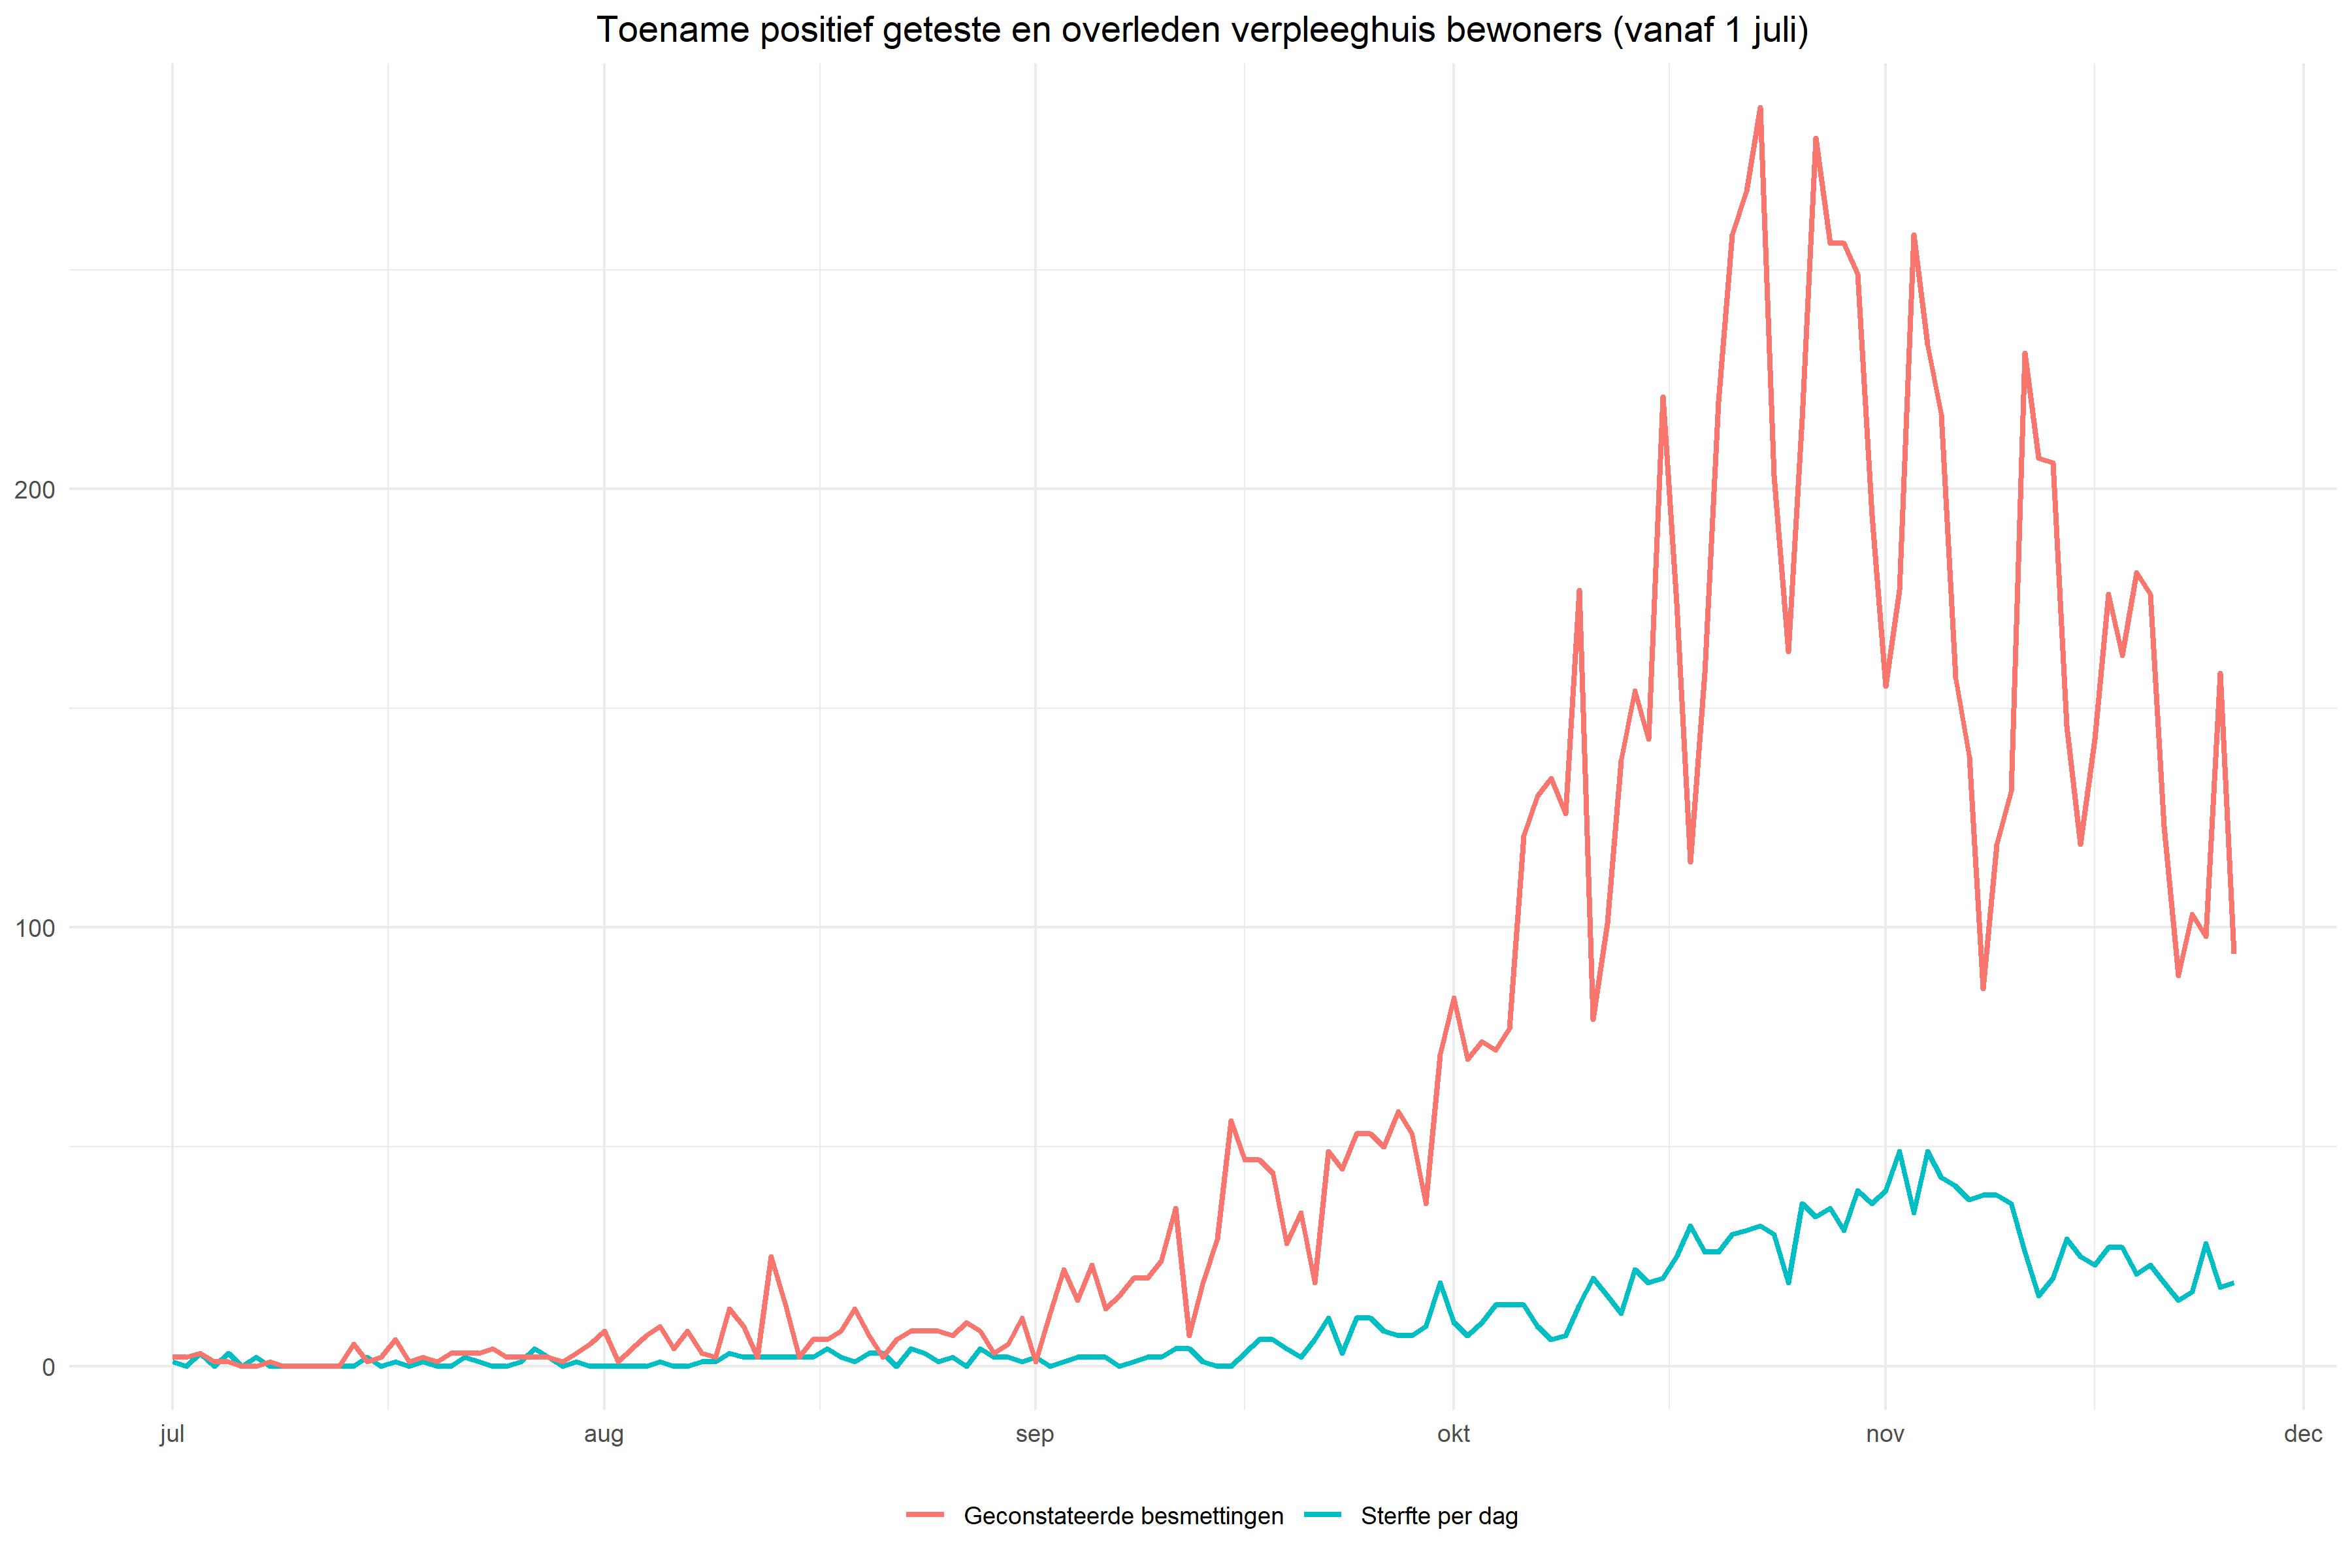 Toename positief geteste en overleden verpleeghuis bewoners (vanaf 1 juli)
200
100
0
jul aug sep okt nov dec
Geconstateerde besmettingen Sterfte per dag